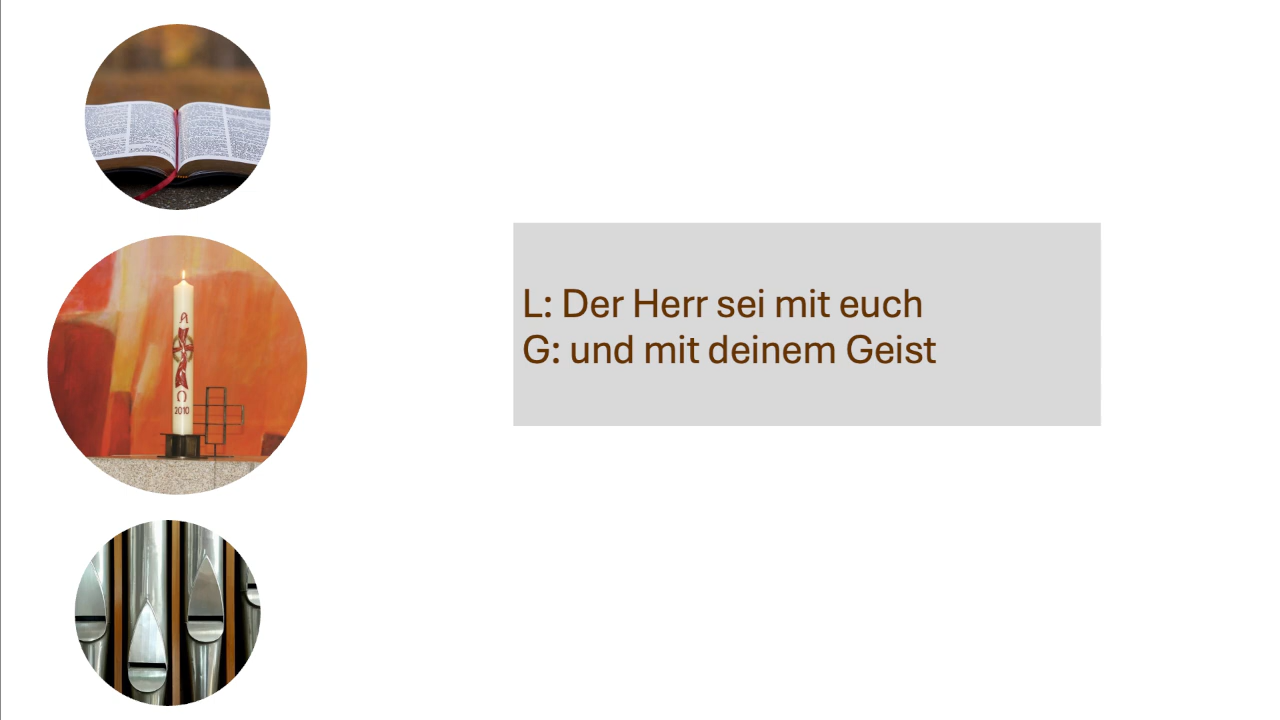 Α
Ω
2010
L: Der Herr sei mit euch
G: und mit deinem Geist